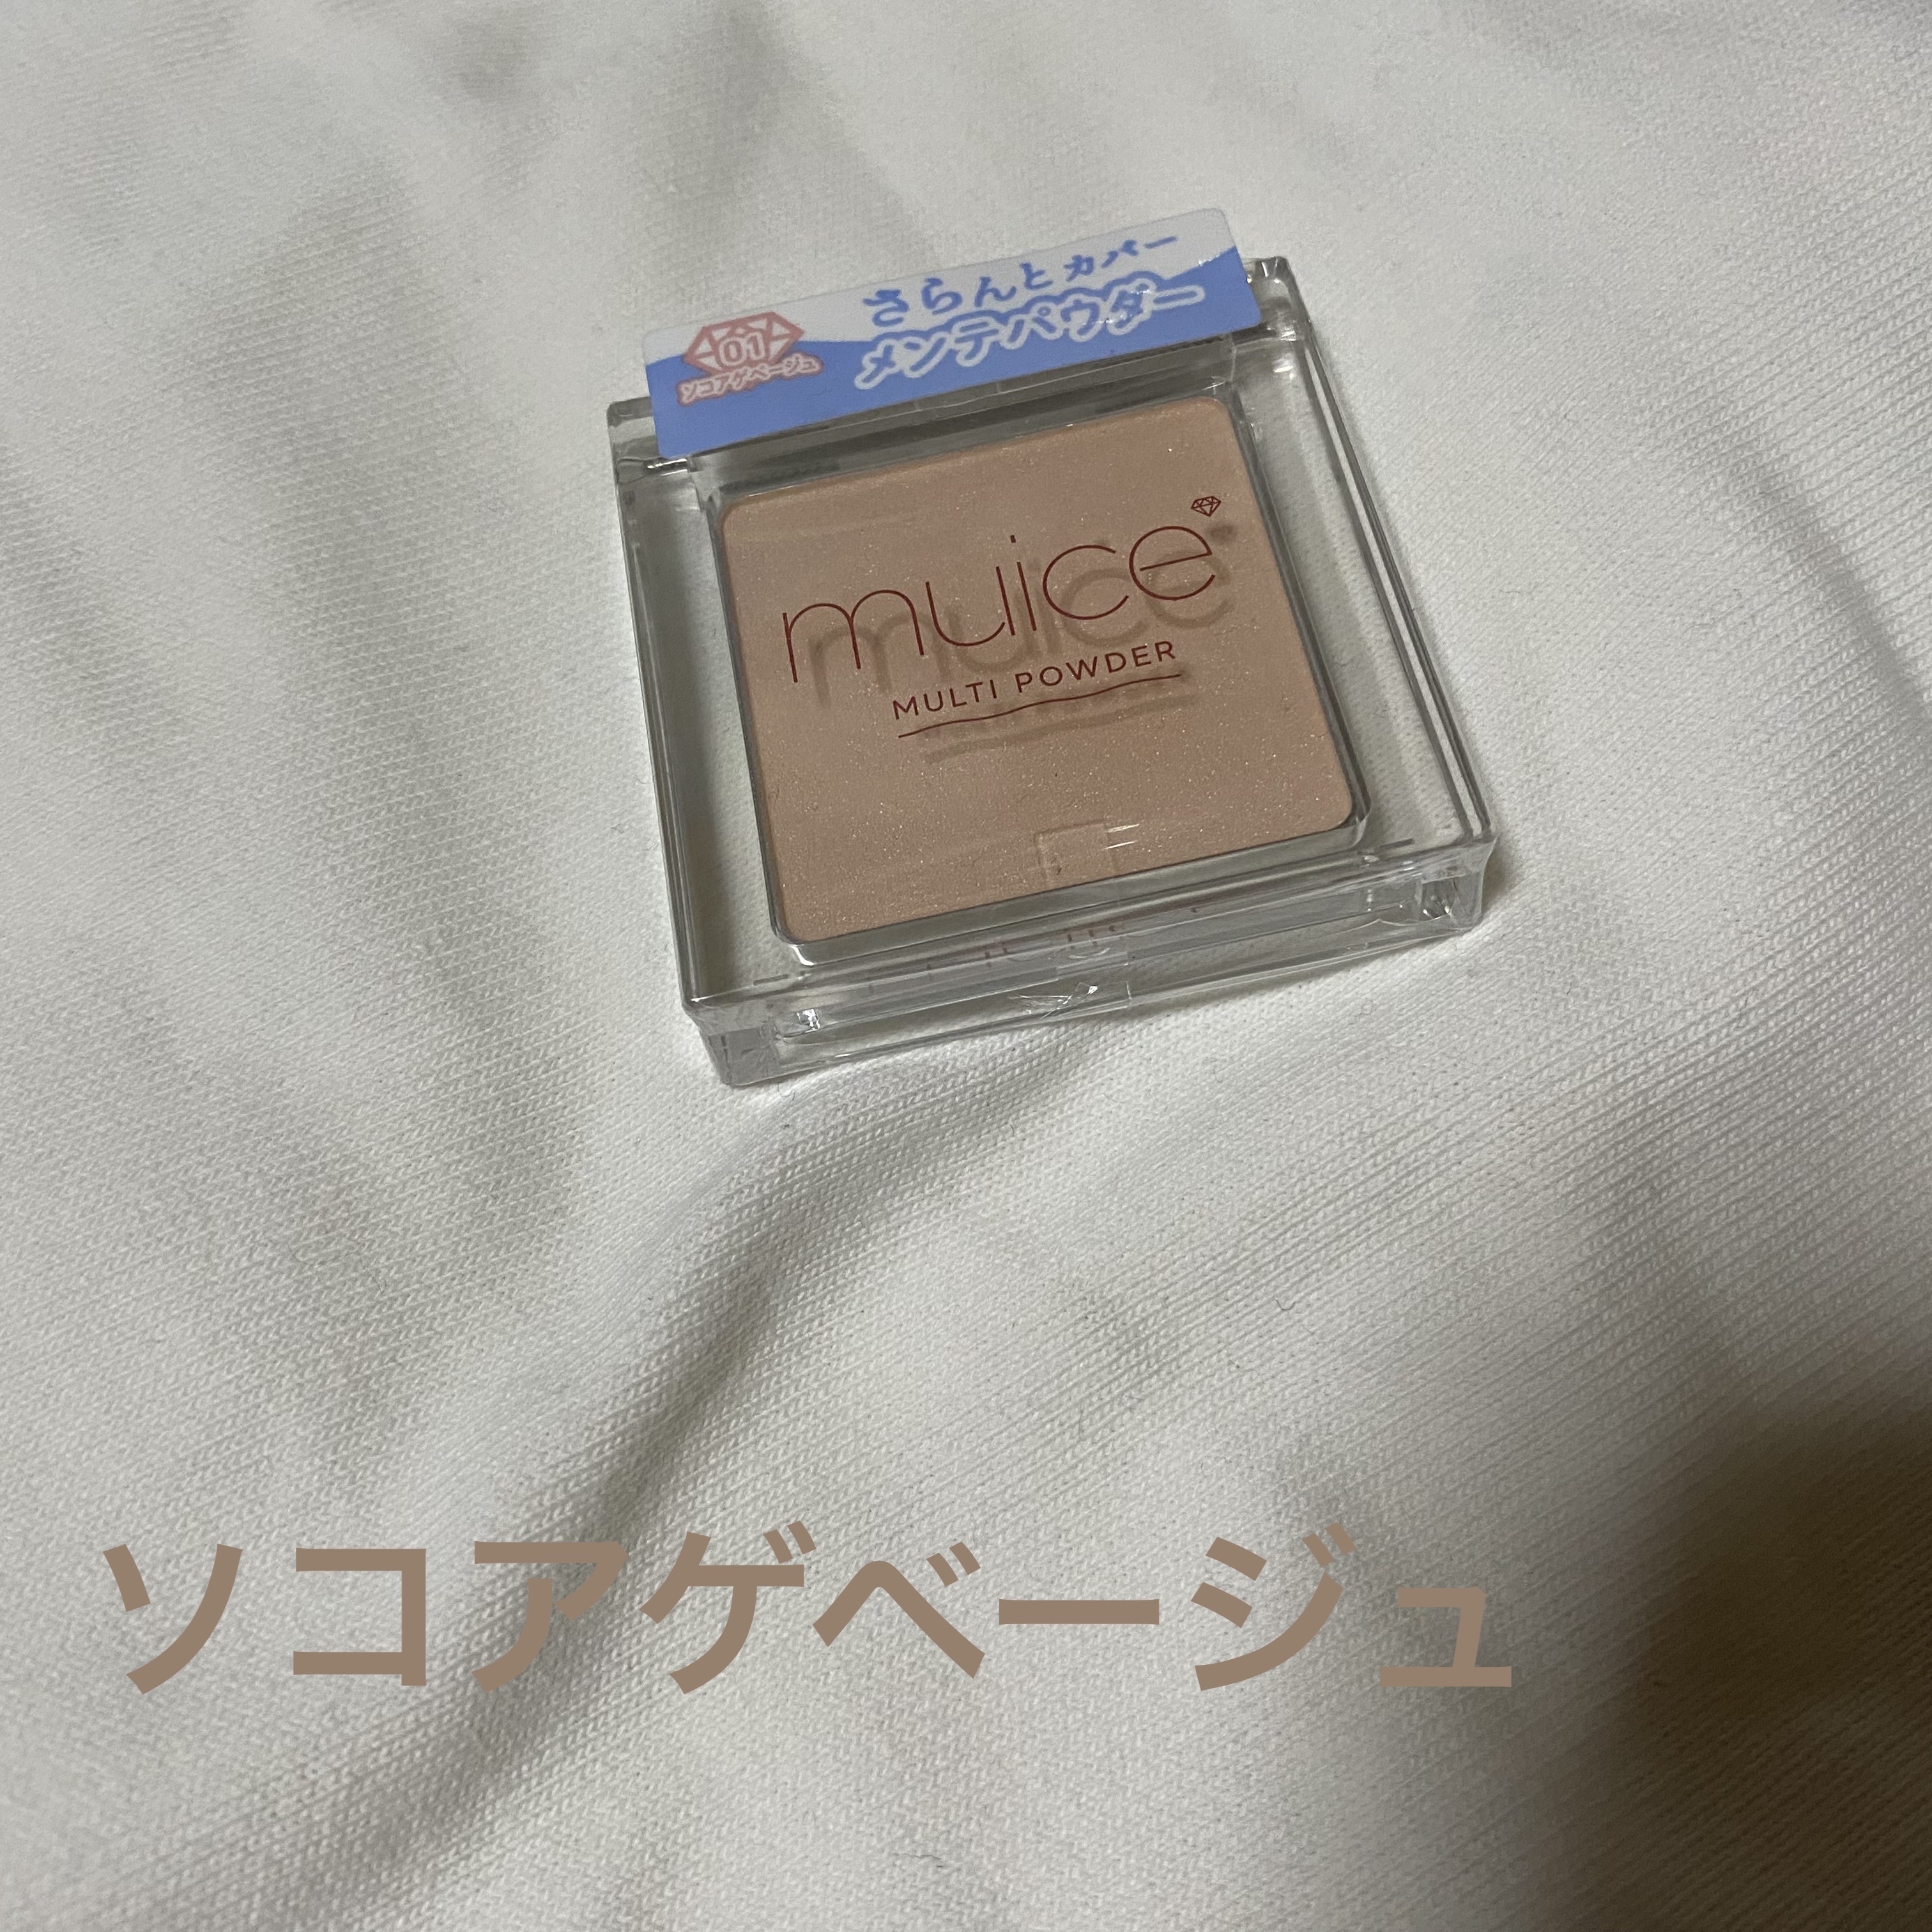 さらんとカバー
メンテパウダー
01
ソコアゲベージュ
muice
MULTI POWDER
ソコアゲベージュ